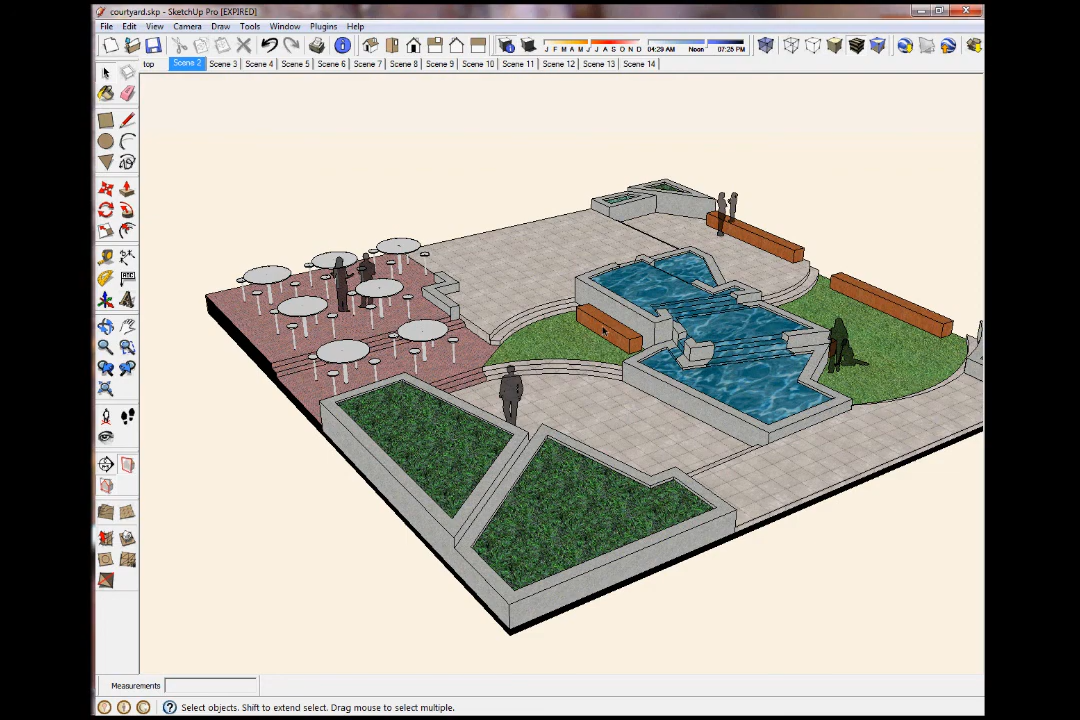 courtyard.skp - SketchUp Pro [EXPIRED]
File Edit View Camera Draw Tools Window Plugins Help
J F M A M J J A S O N D 04:29 AM Noon 07:25 PM
top Scene 2 Scene 3 Scene 4 Scene 5 Scene 6 Scene 7 Scene 8 Scene 9 Scene 10 Scene 11 Scene 12 Scene 13 Scene 14
ABC
Measurements
Select objects. Shift to extend select. Drag mouse to select multiple.